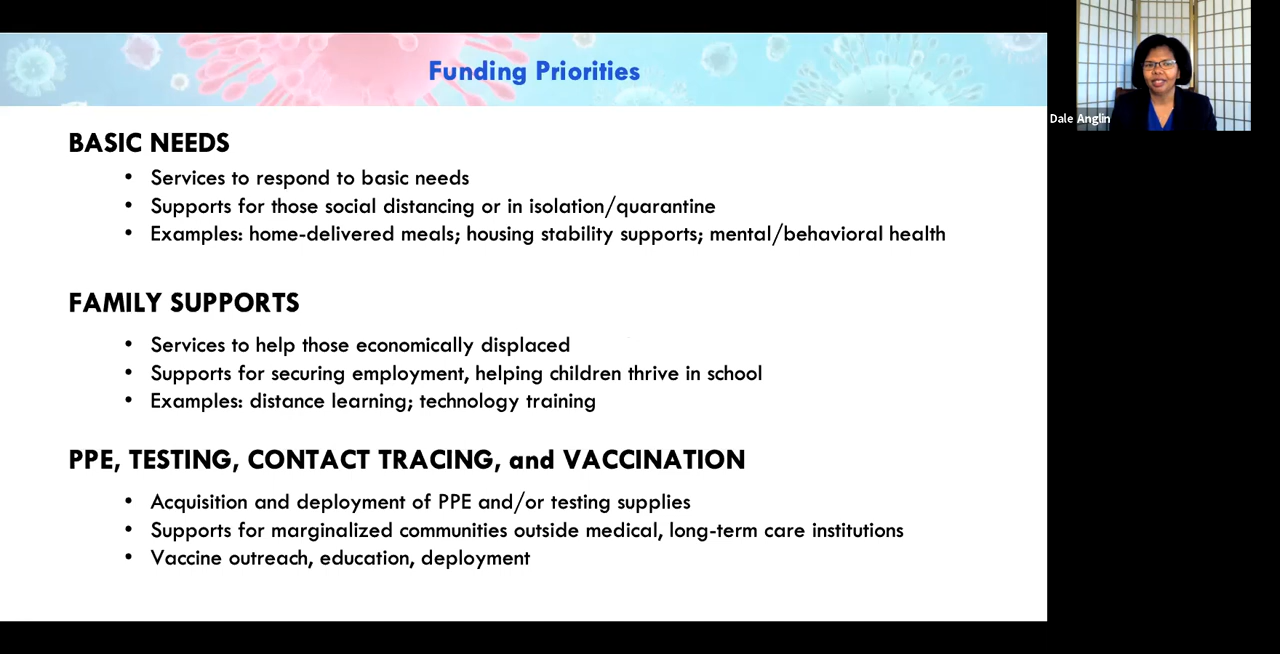 Funding Priorities
Dale Anglin
BASIC NEEDS
• Services to respond to basic needs
• Supports for those social distancing or in isolation/quarantine
• Examples: home-delivered meals; housing stability supports; mental/behavioral health
FAMILY SUPPORTS
• Services to help those economically displaced
• Supports for securing employment, helping children thrive in school
• Examples: distance learning; technology training
PPE, TESTING, CONTACT TRACING, and VACCINATION
• Acquisition and deployment of PPE and/or testing supplies
• Supports for marginalized communities outside medical, long-term care institutions
• Vaccine outreach, education, deployment